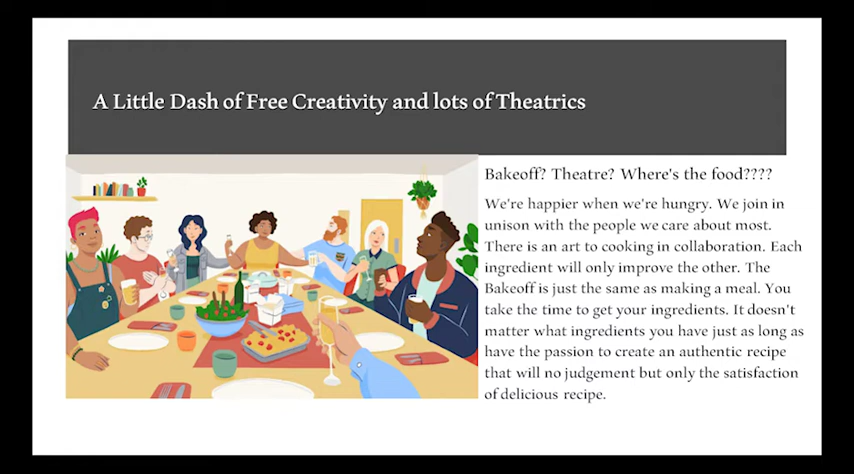 A Little Dash of Free Creativity and lots of Theatrics
Bakeoff? Theatre? Where's the food????
We're happier when we're hungry. We join in
unison with the people we care about most.
There is an art to cooking in collaboration. Each
ingredient will only improve the other. The
Bakeoff is just the same as making a meal. You
take the time to get your ingredients. It doesn't
matter what ingredients you have just as long as
have the passion to create an authentic recipe
that will no judgement but only the satisfaction
of delicious recipe.